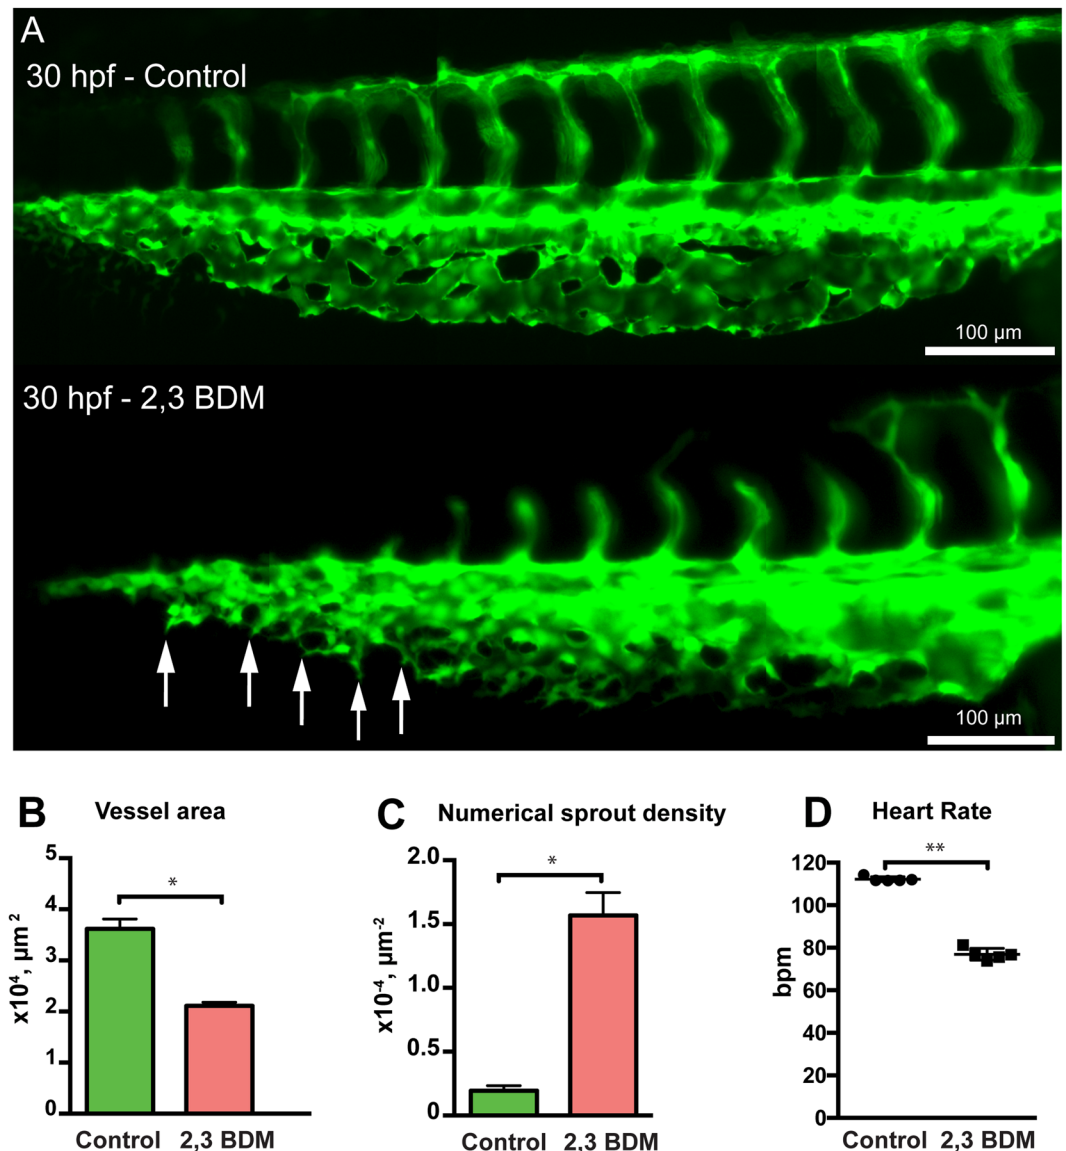 A
30 hpf - Control
100 µm
30 hpf - 2,3 BDM
100 µm
B
Vessel area
x10⁴, µm²
5
4
3
2
1
0
*
Control
2,3 BDM
C
Numerical sprout density
x10⁻⁴, µm⁻²
2.0
1.5
1.0
0.5
0
*
Control
2,3 BDM
D
Heart Rate
bpm
120
100
80
60
40
20
0
**
Control
2,3 BDM